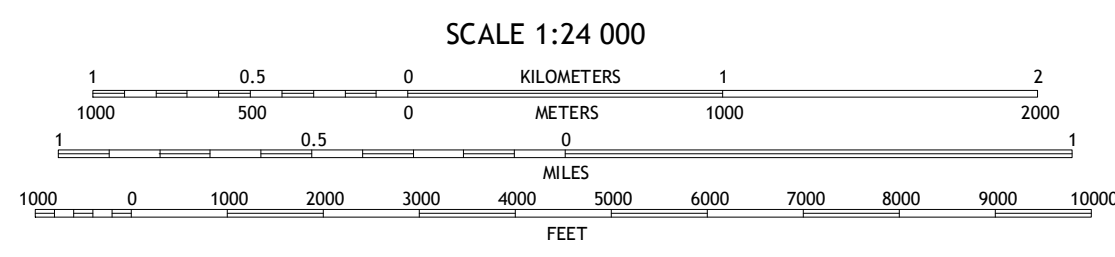 SCALE 1:24 000
1 0.5 0 KILOMETERS 1 2
1000 500 0 METERS 1000 2000
1 0.5 0 1
MILES
1000 0 1000 2000 3000 4000 5000 6000 7000 8000 9000 10000
FEET